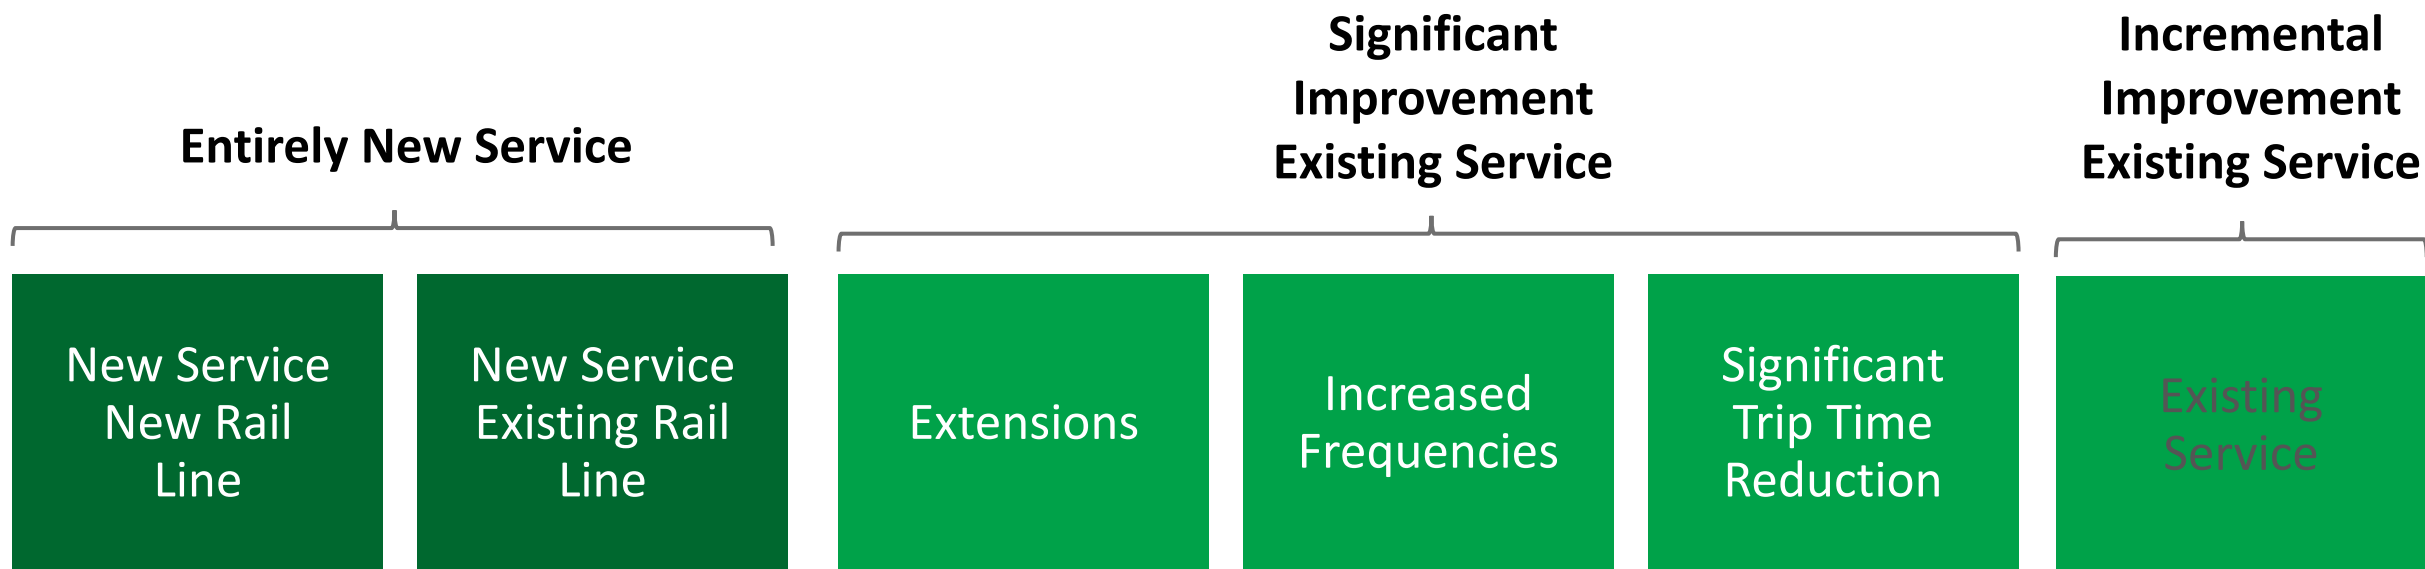 Entirely New Service
Significant
Improvement
Existing Service
Incremental
Improvement
Existing Service
New Service
New Rail
Line
New Service
Existing Rail
Line
Extensions
Increased
Frequencies
Significant
Trip Time
Reduction
Existing
Service